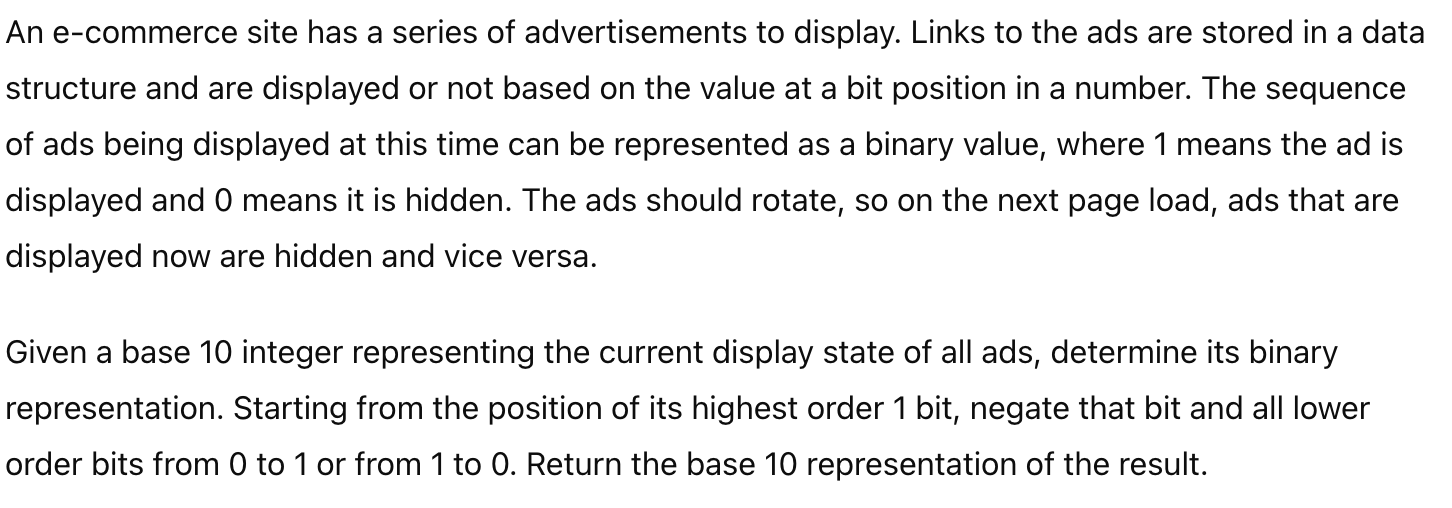 An e-commerce site has a series of advertisements to display. Links to the ads are stored in a data
structure and are displayed or not based on the value at a bit position in a number. The sequence
of ads being displayed at this time can be represented as a binary value, where 1 means the ad is
displayed and 0 means it is hidden. The ads should rotate, so on the next page load, ads that are
displayed now are hidden and vice versa.
Given a base 10 integer representing the current display state of all ads, determine its binary
representation. Starting from the position of its highest order 1 bit, negate that bit and all lower
order bits from 0 to 1 or from 1 to 0. Return the base 10 representation of the result.